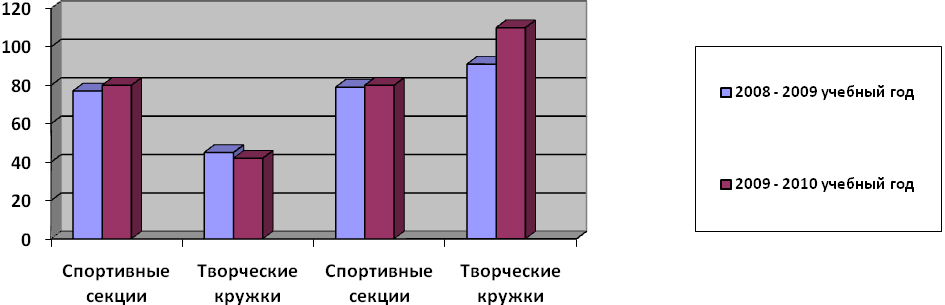 120
100
80
60
40
20
0
Спортивные
секции
Творческие
кружки
Спортивные
секции
Творческие
кружки
2008 - 2009 учебный год
2009 - 2010 учебный год